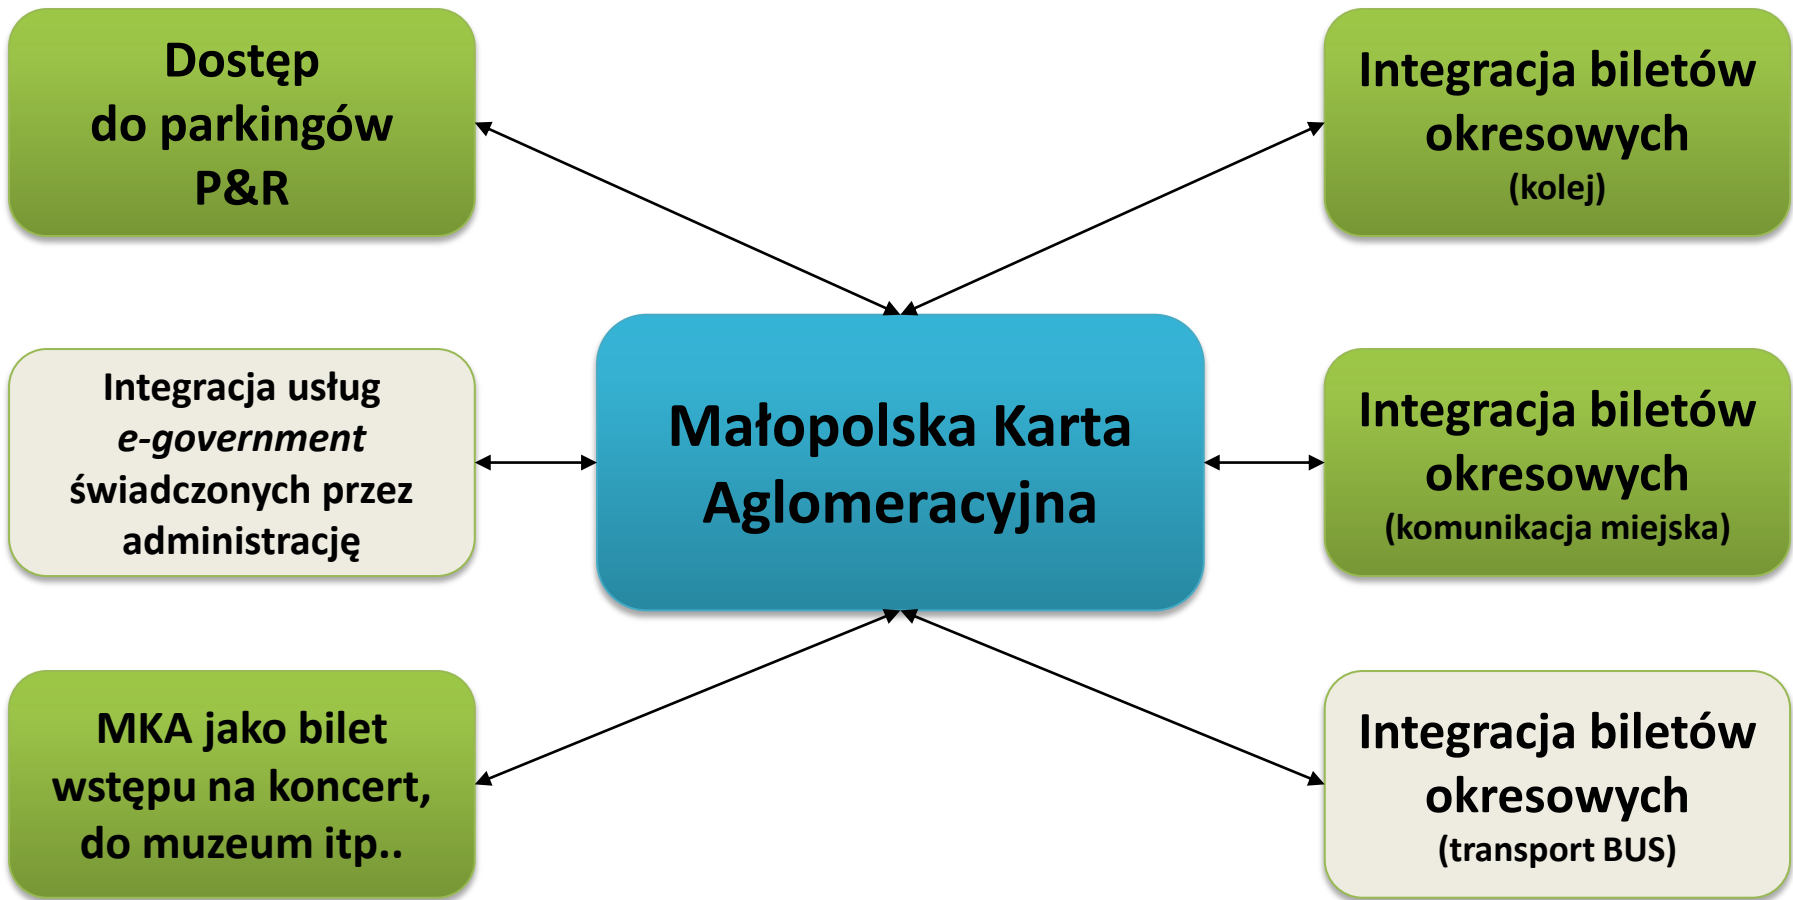 Dostęp
do parkingów
P&R
Integracja biletów
okresowych
(kolej)
Integracja usług
e-government
świadczonych przez
administrację
Małopolska Karta
Aglomeracyjna
Integracja biletów
okresowych
(komunikacja miejska)
MKA jako bilet
wstępu na koncert,
do muzeum itp..
Integracja biletów
okresowych
(transport BUS)